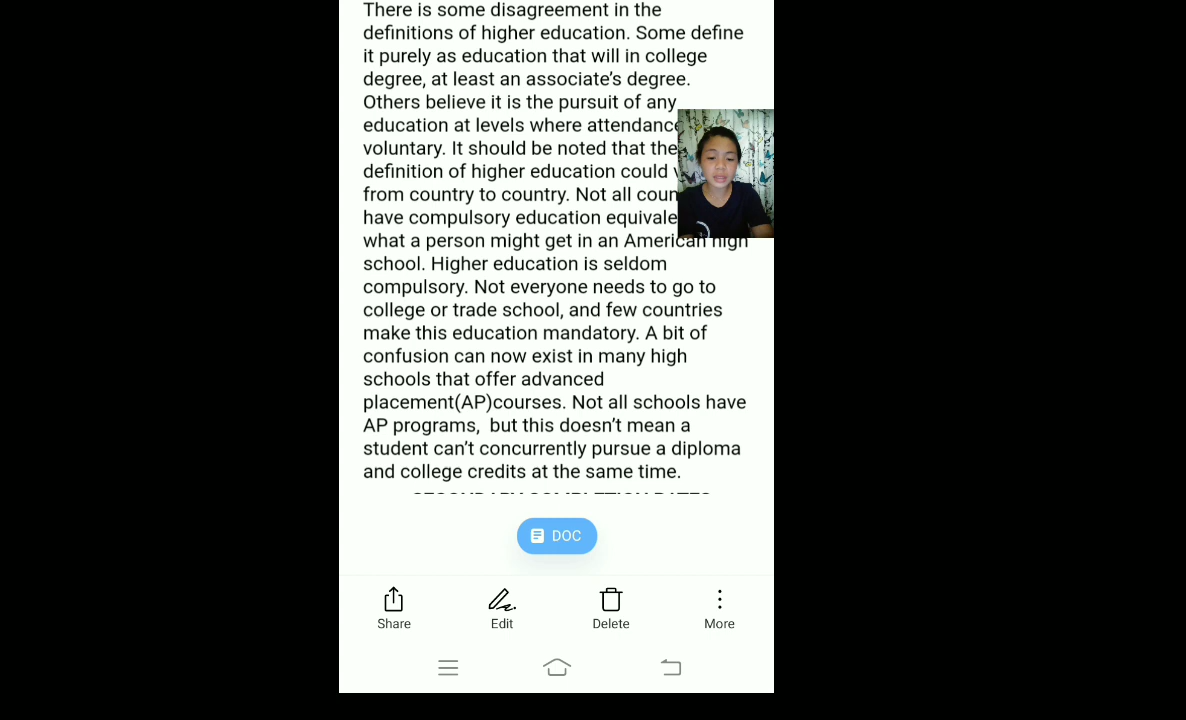 There is some disagreement in the
definitions of higher education. Some define
it purely as education that will in college
degree, at least an associate's degree.
Others believe it is the pursuit of any
education at levels where attendance
voluntary. It should be noted that the
definition of higher education could
from country to country. Not all
have compulsory education
what a person might get in an American high
school. Higher education is seldom
compulsory. Not everyone needs to go to
college or trade school, and few countries
make this education mandatory. A bit of
confusion can now exist in many high
schools that offer advanced
placement(AP)courses. Not all schools have
AP programs,  but this doesn't mean a
student can't concurrently pursue a diploma
and college credits at the same time.
SECONDARY COMPLETION RATES
DOC
Share Edit Delete More